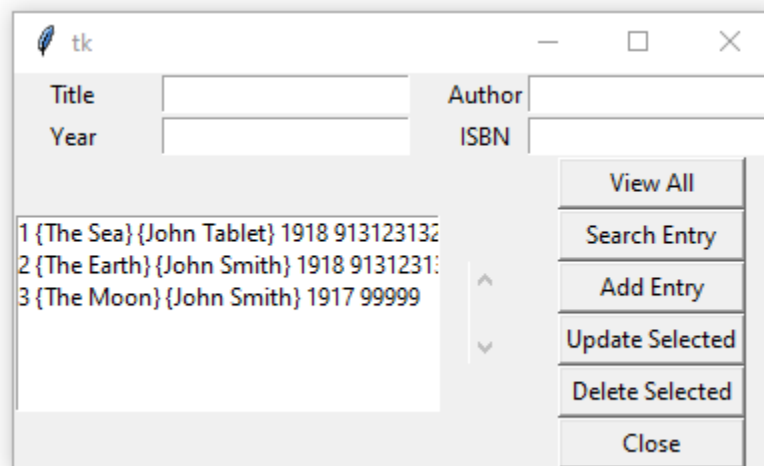 tk
Title Author
Year ISBN
View All
1 {The Sea} {John Tablet} 1918 913123132
Search Entry
2 {The Earth} {John Smith} 1918 9131231
3 {The Moon} {John Smith} 1917 99999
Add Entry
Update Selected
Delete Selected
Close